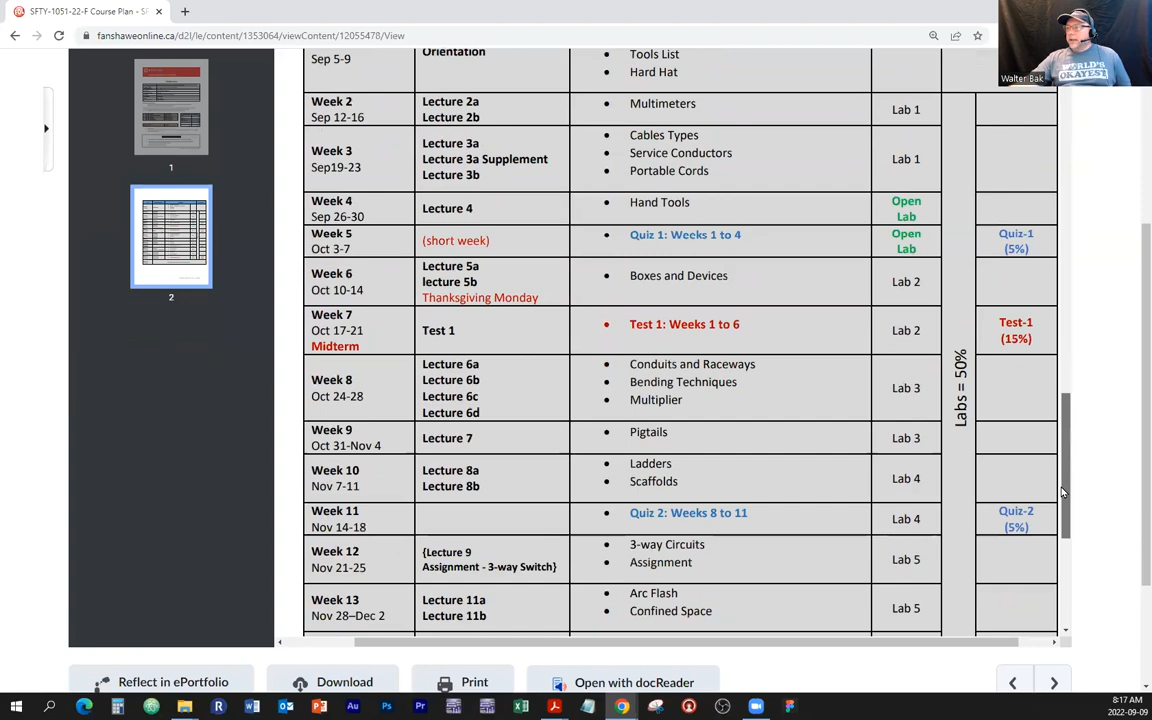 SFTY-1051-22-F Course Plan - SF
fanshaweonline.ca/d2l/le/content/1353064/viewContent/12055478/View
WORLD'S
OKAYEST
Walter Bak
1
2
Sep 5-9
Orientation
Tools List
Hard Hat
Week 2
Sep 12-16
Lecture 2a
Lecture 2b
Multimeters
Lab 1
Week 3
Sep19-23
Lecture 3a
Lecture 3a Supplement
Lecture 3b
Cables Types
Service Conductors
Portable Cords
Lab 1
Week 4
Sep 26-30
Lecture 4
Hand Tools
Open
Lab
Week 5
Oct 3-7
(short week)
Quiz 1: Weeks 1 to 4
Open
Lab
Quiz-1
(5%)
Week 6
Oct 10-14
Lecture 5a
lecture 5b
Thanksgiving Monday
Boxes and Devices
Lab 2
Week 7
Oct 17-21
Midterm
Test 1
Test 1: Weeks 1 to 6
Lab 2
Test-1
(15%)
Labs = 50%
Week 8
Oct 24-28
Lecture 6a
Lecture 6b
Lecture 6c
Lecture 6d
Conduits and Raceways
Bending Techniques
Multiplier
Lab 3
Week 9
Oct 31-Nov 4
Lecture 7
Pigtails
Lab 3
Week 10
Nov 7-11
Lecture 8a
Lecture 8b
Ladders
Scaffolds
Lab 4
Week 11
Nov 14-18
Quiz 2: Weeks 8 to 11
Lab 4
Quiz-2
(5%)
Week 12
Nov 21-25
{Lecture 9
Assignment - 3-way Switch}
3-way Circuits
Assignment
Lab 5
Week 13
Nov 28–Dec 2
Lecture 11a
Lecture 11b
Arc Flash
Confined Space
Lab 5
Reflect in ePortfolio
Download
Print
Open with docReader
8:17 AM
2022-09-09